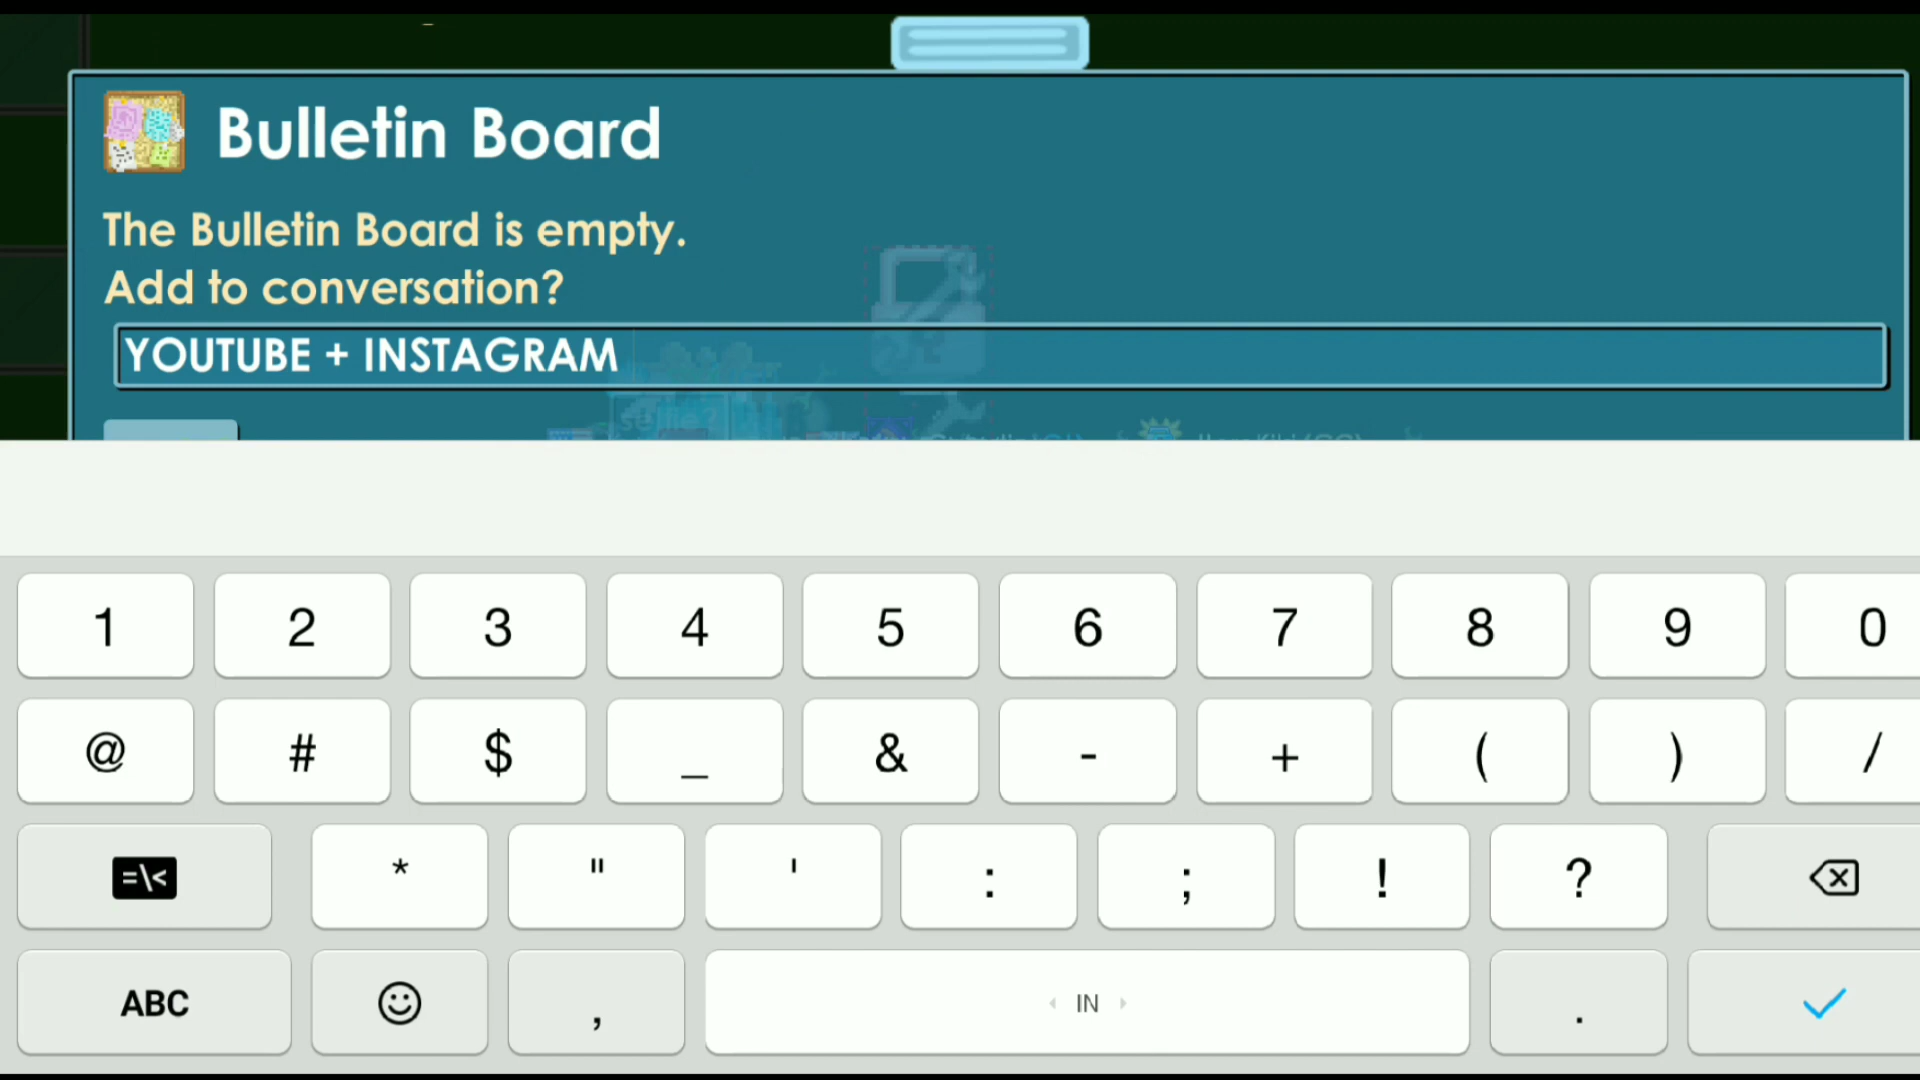 Bulletin Board
The Bulletin Board is empty.
Add to conversation?
YOUTUBE + INSTAGRAM
selfie?
1 2 3 4 5 6 7 8 9 0
@ # $ _ & - + ( ) /
=\< * " ' : ; ! ?
ABC , IN .